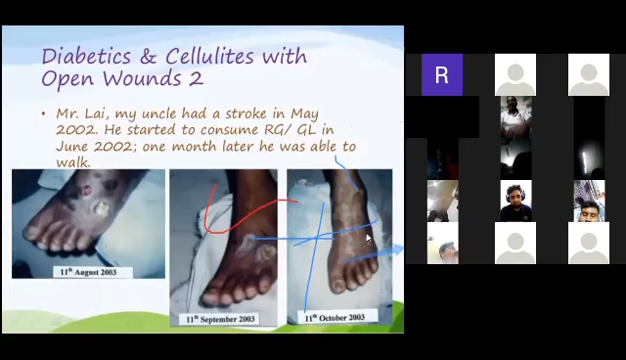 Diabetics & Cellulites with
Open Wounds 2
• Mr. Lai, my uncle had a stroke in May
2002. He started to consume RG/ GL in
June 2002; one month later he was able to
walk.
11th August 2003
11th September 2003
11th October 2003
R